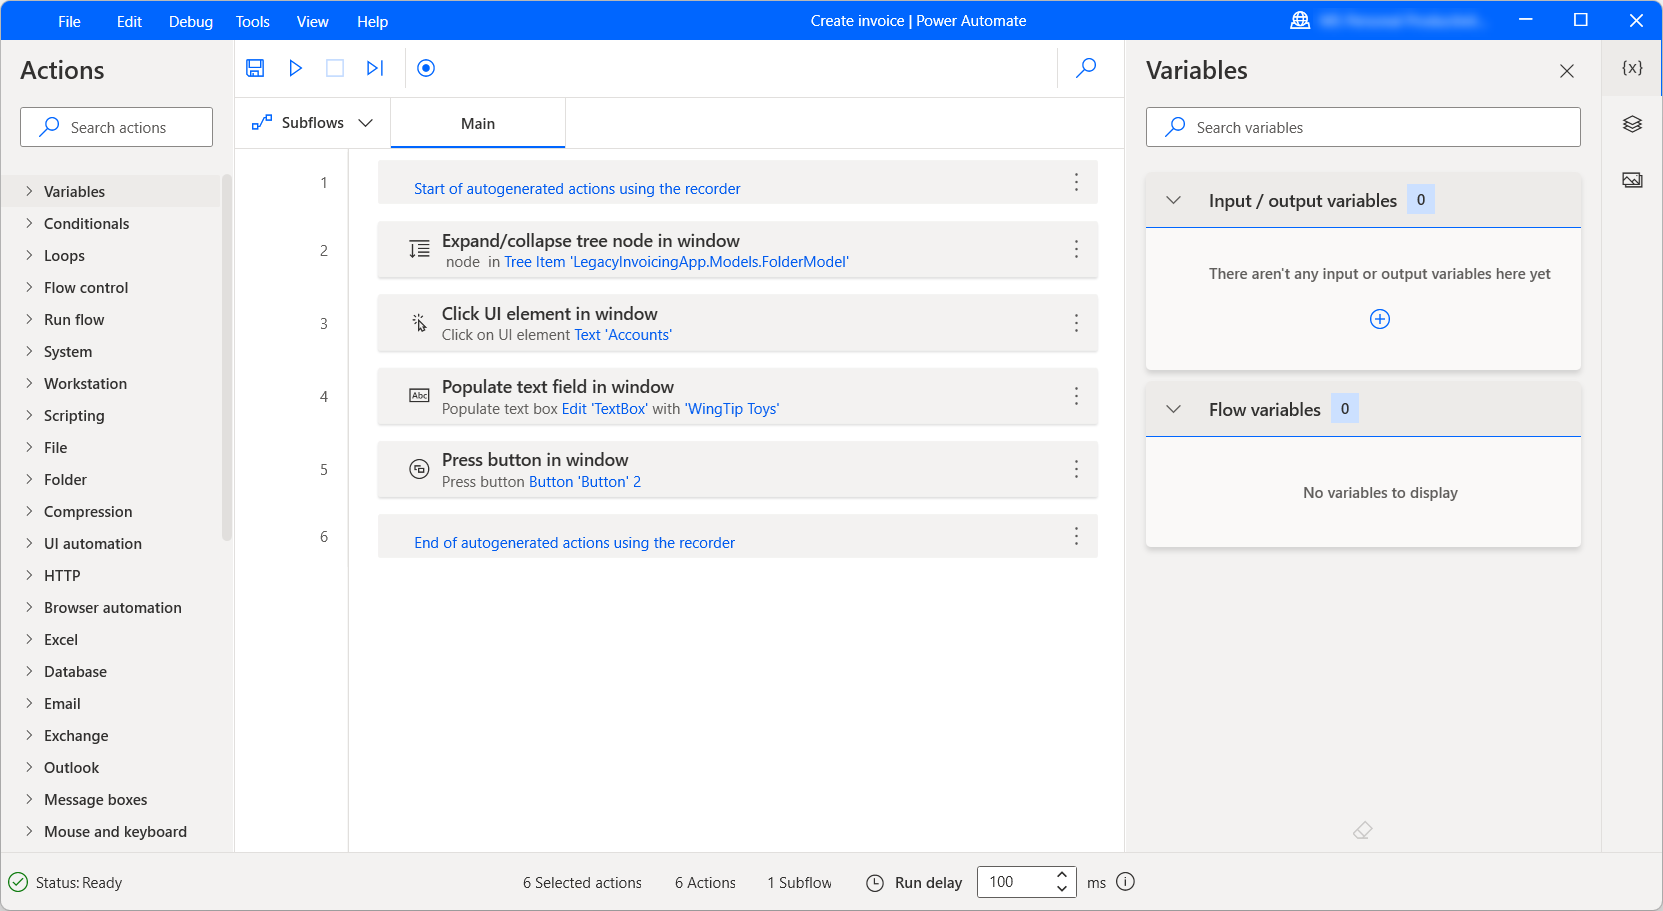 File Edit Debug Tools View Help Create invoice | Power Automate
Actions
Search actions
Variables
Conditionals
Loops
Flow control
Run flow
System
Workstation
Scripting
File
Folder
Compression
UI automation
HTTP
Browser automation
Excel
Database
Email
Exchange
Outlook
Message boxes
Mouse and keyboard
Subflows Main
1 Start of autogenerated actions using the recorder
2 Expand/collapse tree node in window
node in Tree Item 'LegacyInvoicingApp.Models.FolderModel'
3 Click UI element in window
Click on UI element Text 'Accounts'
4 Abc Populate text field in window
Populate text box Edit 'TextBox' with 'WingTip Toys'
5 Press button in window
Press button Button 'Button' 2
6 End of autogenerated actions using the recorder
Variables
{x}
Search variables
Input / output variables 0
There aren't any input or output variables here yet
Flow variables 0
No variables to display
Status: Ready 6 Selected actions 6 Actions 1 Subflow Run delay 100 ms